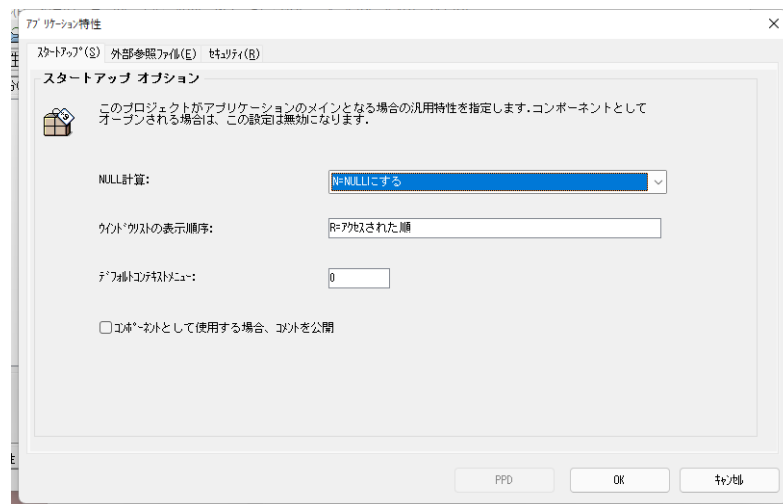 ｱﾌﾟﾘｹｰｼｮﾝ特性
ｽﾀｰﾄｱｯﾌﾟ(S) 外部参照ﾌｧｲﾙ(E) ｾｷｭﾘﾃｨ(R)
スタートアップ オプション
このプロジェクトがアプリケーションのメインとなる場合の汎用特性を指定します.コンポーネントとして
オープンされる場合は、この設定は無効になります.
NULL計算:
N=NULLにする
ｳｲﾝﾄﾞｳﾘｽﾄの表示順序:
R=ｱｸｾｽされた順
ﾃﾞﾌｫﾙﾄｺﾝﾃｷｽﾄﾒﾆｭｰ:
0
ｺﾝﾎﾟｰﾈﾝﾄとして使用する場合、ｺﾒﾝﾄを公開
PPD
OK
ｷｬﾝｾﾙ